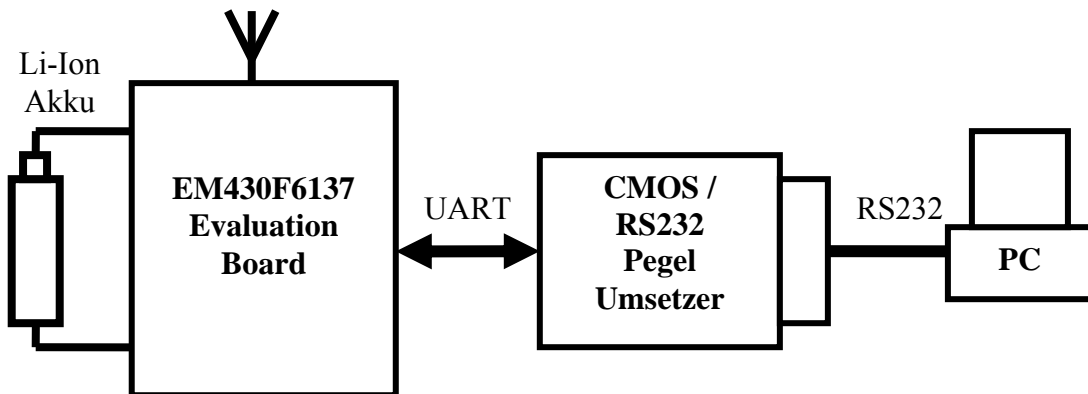 Li-Ion
Akku
EM430F6137
Evaluation
Board
UART
CMOS /
RS232
Pegel
Umsetzer
RS232
PC